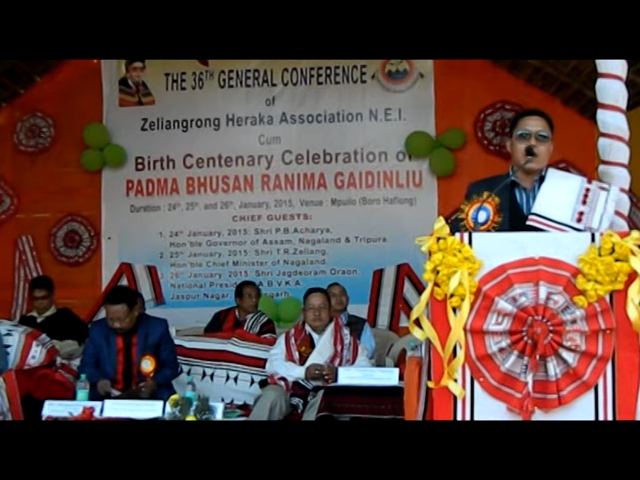 THE 36TH GENERAL CONFERENCE
of
Zeliangrong Heraka Association N.E.I.
Cum
Birth Centenary Celebration of
PADMA BHUSAN RANIMA GAIDINLIU
Duration : 24th, 25th, and 26th, January, 2015, Venue : Mpuilo (Boro Haflong)
CHIEF GUESTS:
1. 24th January, 2015: Shri P.B.Acharya,
Hon'ble Governor of Assam, Nagaland & Tripura.
2. 25th January, 2015: Shri T.R.Zeliang,
Hon'ble Chief Minister of Nagaland.
3. 26th January, 2015: Shri Jagdeoram Oraon.
National Presid A B.V.K.A.
Jaspur Nagar, garh